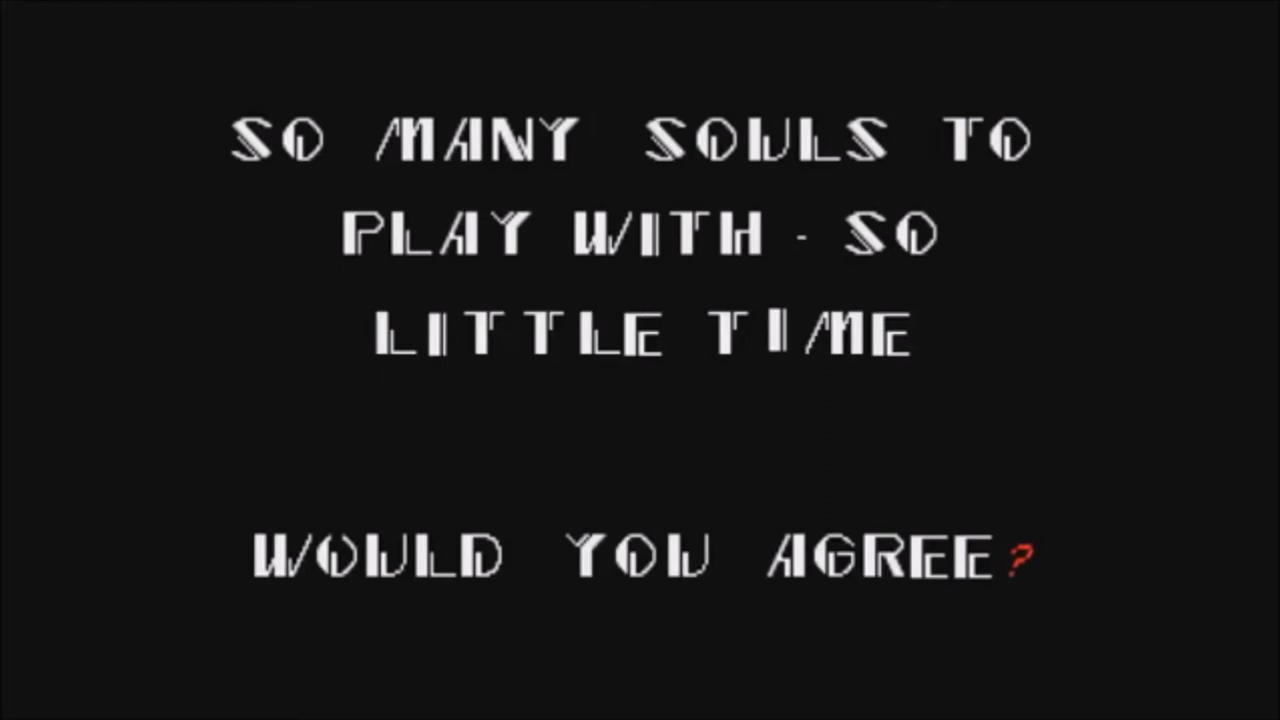 SO MANY SOULS TO
PLAY WITH - SO
LITTLE TIME
WOULD YOU AGREE?